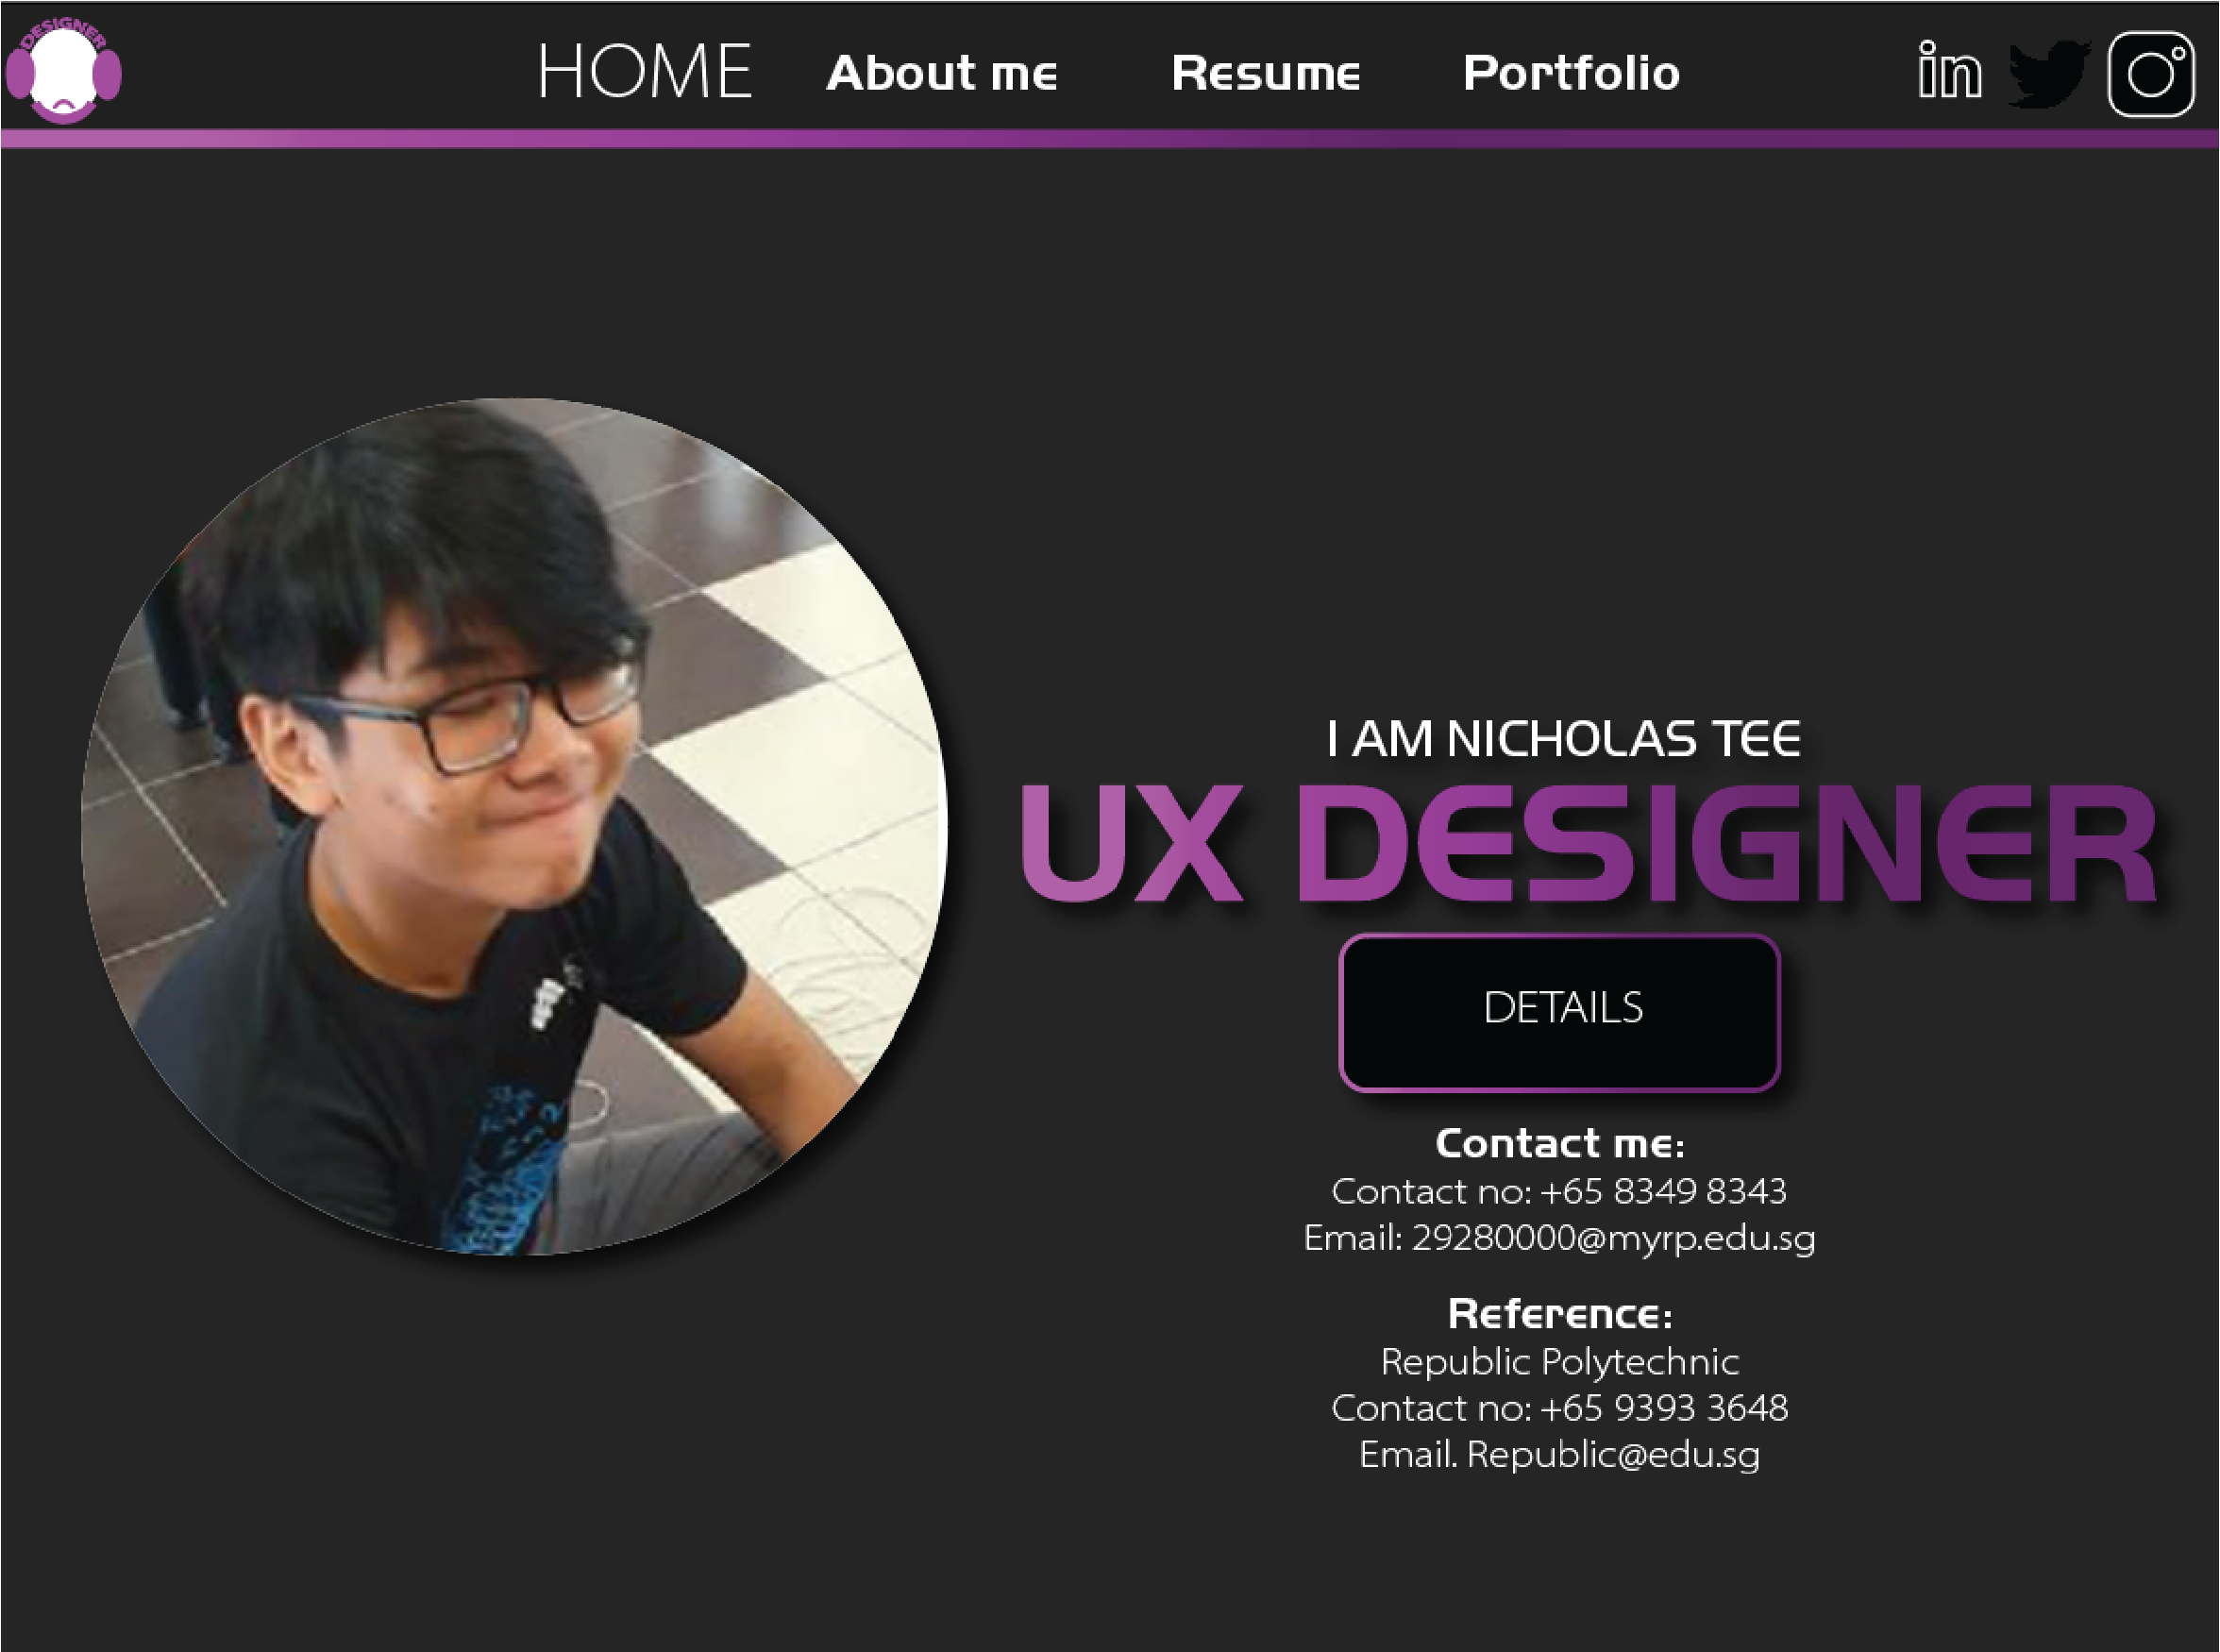 DESIGNER
HOME About me Resume Portfolio in
I AM NICHOLAS TEE
UX DESIGNER
DETAILS
Contact me:
Contact no: +65 8349 8343
Email: 29280000@myrp.edu.sg
Reference:
Republic Polytechnic
Contact no: +65 9393 3648
Email. Republic@edu.sg